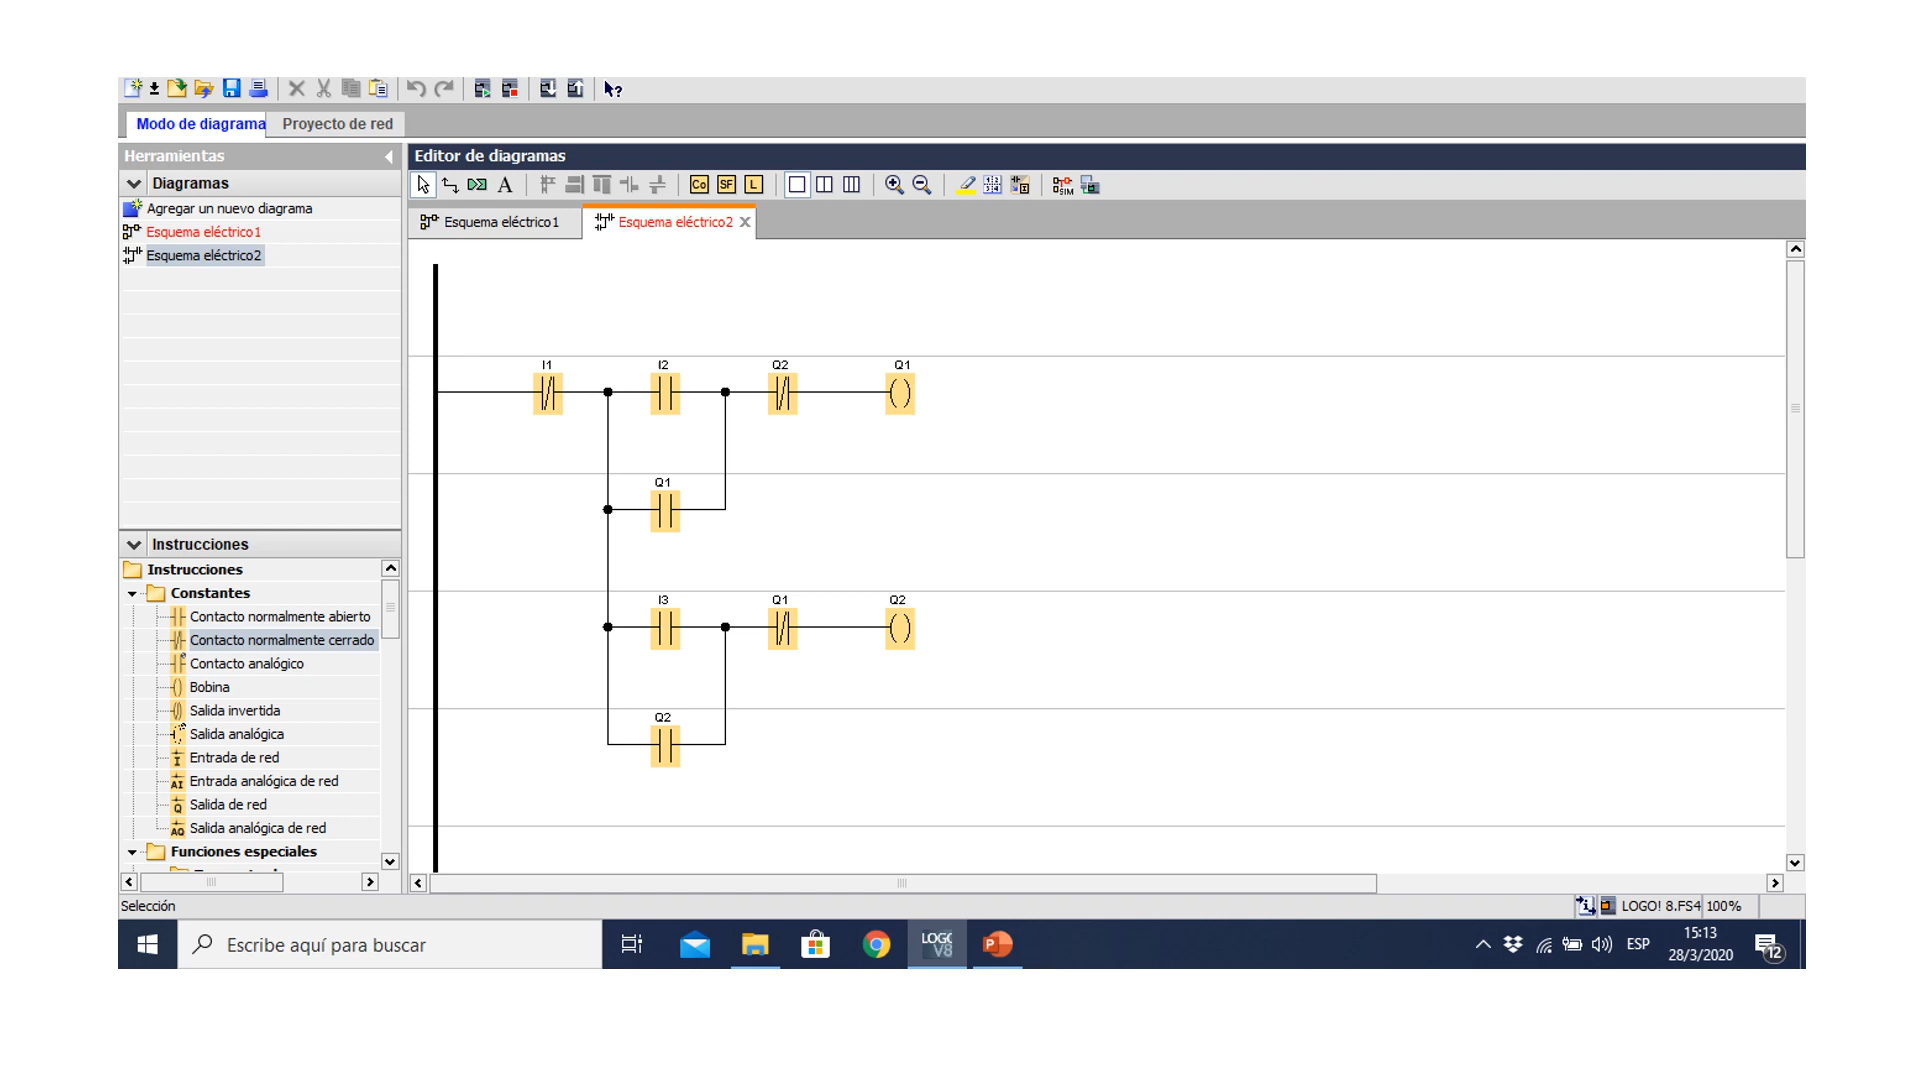 Modo de diagrama Proyecto de red
Herramientas
Diagramas
Agregar un nuevo diagrama
Esquema eléctrico1
Esquema eléctrico2
Instrucciones
Instrucciones
Constantes
Contacto normalmente abierto
Contacto normalmente cerrado
Contacto analógico
Bobina
Salida invertida
Salida analógica
Entrada de red
Entrada analógica de red
Salida de red
Salida analógica de red
Funciones especiales
Editor de diagramas
A Co SF L SIM
Esquema eléctrico1 Esquema eléctrico2
I1 I2 Q2 Q1
Q1
I3 Q1 Q2
Q2
Selección LOGO! 8.FS4 100%
Escribe aquí para buscar
ESP
15:13
28/3/2020
12